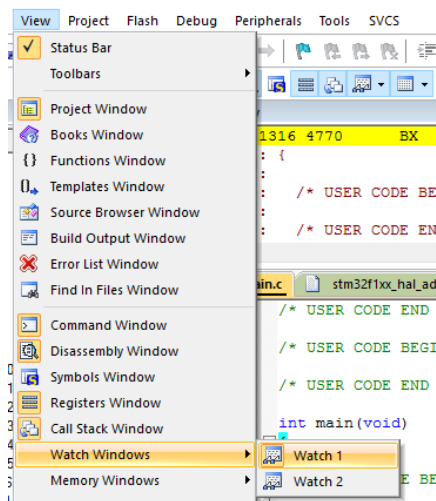 View Project Flash Debug Peripherals Tools SVCS
Status Bar
Toolbars
Project Window
Books Window
{} Functions Window
Templates Window
Source Browser Window
Build Output Window
Error List Window
Find In Files Window
Command Window
Disassembly Window
Symbols Window
Registers Window
Call Stack Window
Watch Windows
Memory Windows
Watch 1
Watch 2
1316 4770 BX
: {
:
: /* USER CODE BE
:
: /* USER CODE EN
ain.c stm32f1xx_hal_ad
/* USER CODE END
/* USER CODE BEGI
/* USER CODE END
int main(void)
E BE